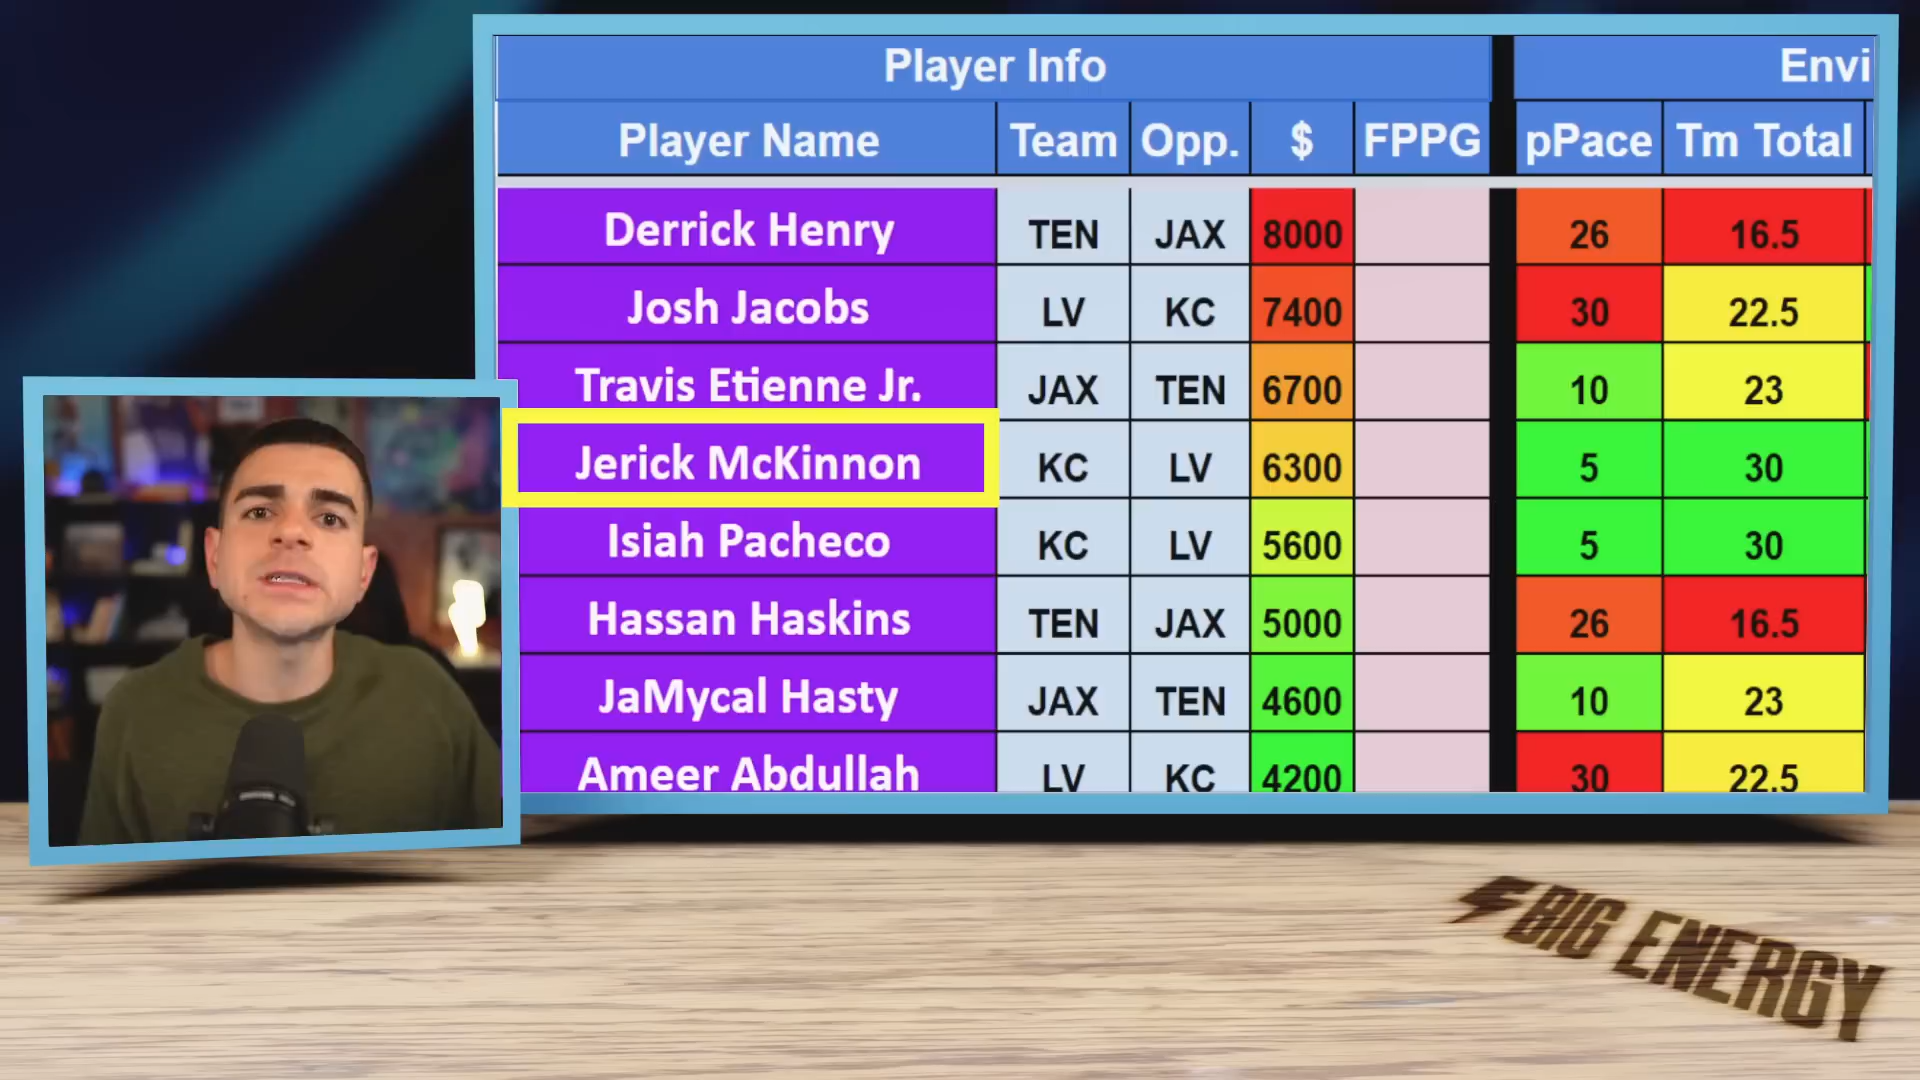 Player Info Envi
Player Name Team Opp. $ FPPG pPace Tm Total
Derrick Henry TEN JAX 8000 26 16.5
Josh Jacobs LV KC 7400 30 22.5
Travis Etienne Jr. JAX TEN 6700 10 23
Jerick McKinnon KC LV 6300 5 30
Isiah Pacheco KC LV 5600 5 30
Hassan Haskins TEN JAX 5000 26 16.5
JaMycal Hasty JAX TEN 4600 10 23
Ameer Abdullah LV KC 4200 30 22.5
BIG ENERGY